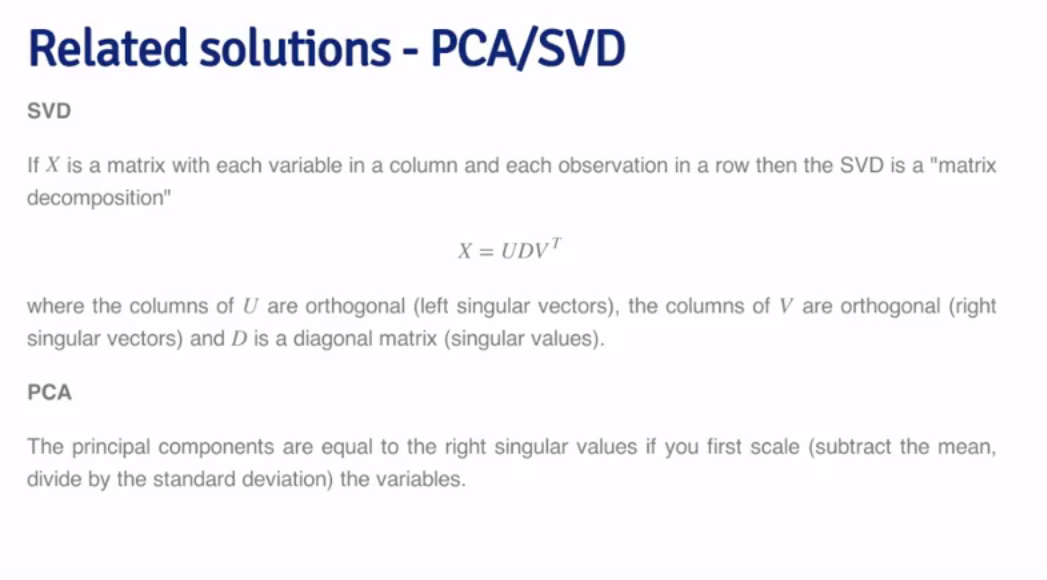 Related solutions - PCA/SVD
SVD
If X is a matrix with each variable in a column and each observation in a row then the SVD is a "matrix
decomposition"
X = UDV^T
where the columns of U are orthogonal (left singular vectors), the columns of V are orthogonal (right
singular vectors) and D is a diagonal matrix (singular values).
PCA
The principal components are equal to the right singular values if you first scale (subtract the mean,
divide by the standard deviation) the variables.